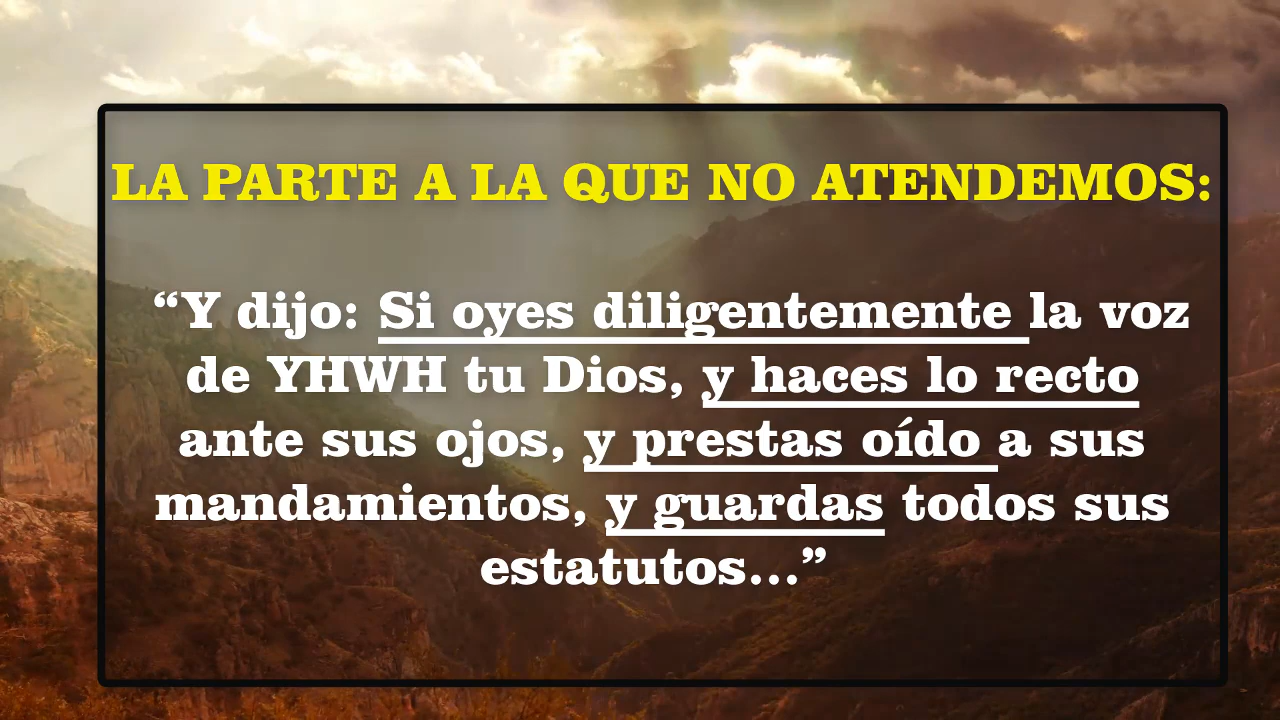 LA PARTE A LA QUE NO ATENDEMOS:
“Y dijo: Si oyes diligentemente la voz
de YHWH tu Dios, y haces lo recto
ante sus ojos, y prestas oído a sus
mandamientos, y guardas todos sus
estatutos...”